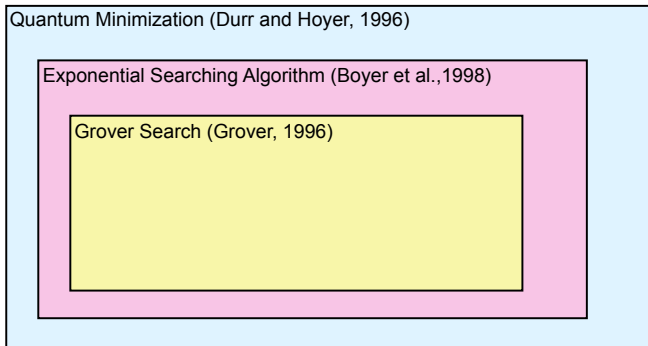 Quantum Minimization (Durr and Hoyer, 1996)
Exponential Searching Algorithm (Boyer et al.,1998)
Grover Search (Grover, 1996)